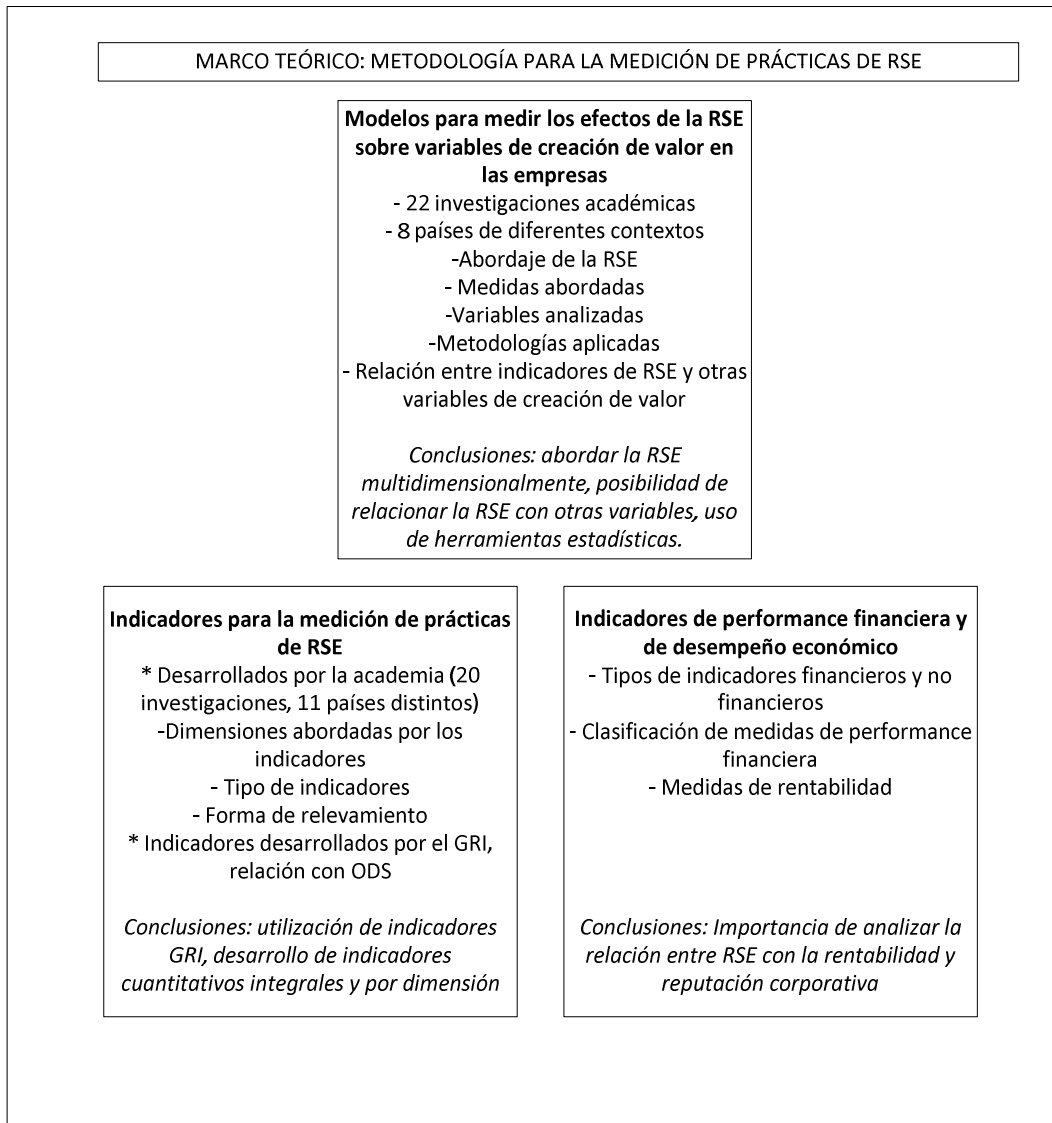 MARCO TEÓRICO: METODOLOGÍA PARA LA MEDICIÓN DE PRÁCTICAS DE RSE
Modelos para medir los efectos de la RSE
sobre variables de creación de valor en
las empresas
- 22 investigaciones académicas
- 8 países de diferentes contextos
-Abordaje de la RSE
- Medidas abordadas
-Variables analizadas
-Metodologías aplicadas
- Relación entre indicadores de RSE y otras
variables de creación de valor
Conclusiones: abordar la RSE
multidimensionalmente, posibilidad de
relacionar la RSE con otras variables, uso
de herramientas estadísticas.
Indicadores para la medición de prácticas
de RSE
* Desarrollados por la academia (20
investigaciones, 11 países distintos)
-Dimensiones abordadas por los
indicadores
- Tipo de indicadores
- Forma de relevamiento
* Indicadores desarrollados por el GRI,
relación con ODS
Conclusiones: utilización de indicadores
GRI, desarrollo de indicadores
cuantitativos integrales y por dimensión
Indicadores de performance financiera y
de desempeño económico
- Tipos de indicadores financieros y no
financieros
- Clasificación de medidas de performance
financiera
- Medidas de rentabilidad
Conclusiones: Importancia de analizar la
relación entre RSE con la rentabilidad y
reputación corporativa